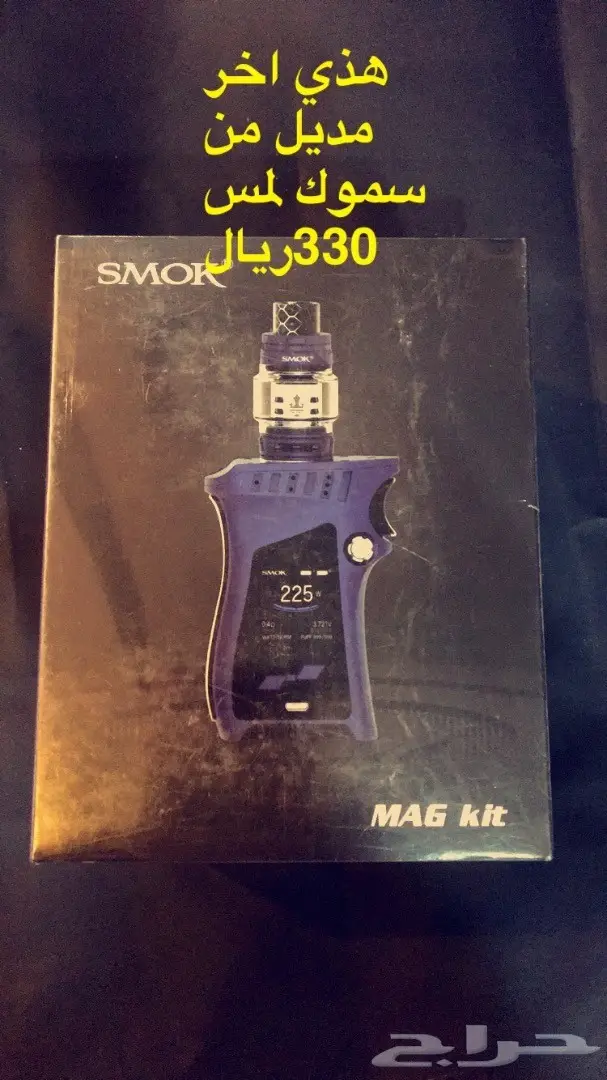 هذي اخر
مديل من
سموك لمس
330ريال
SMOK
SMOK®
SMOK
225 W
MAG kit
حراج